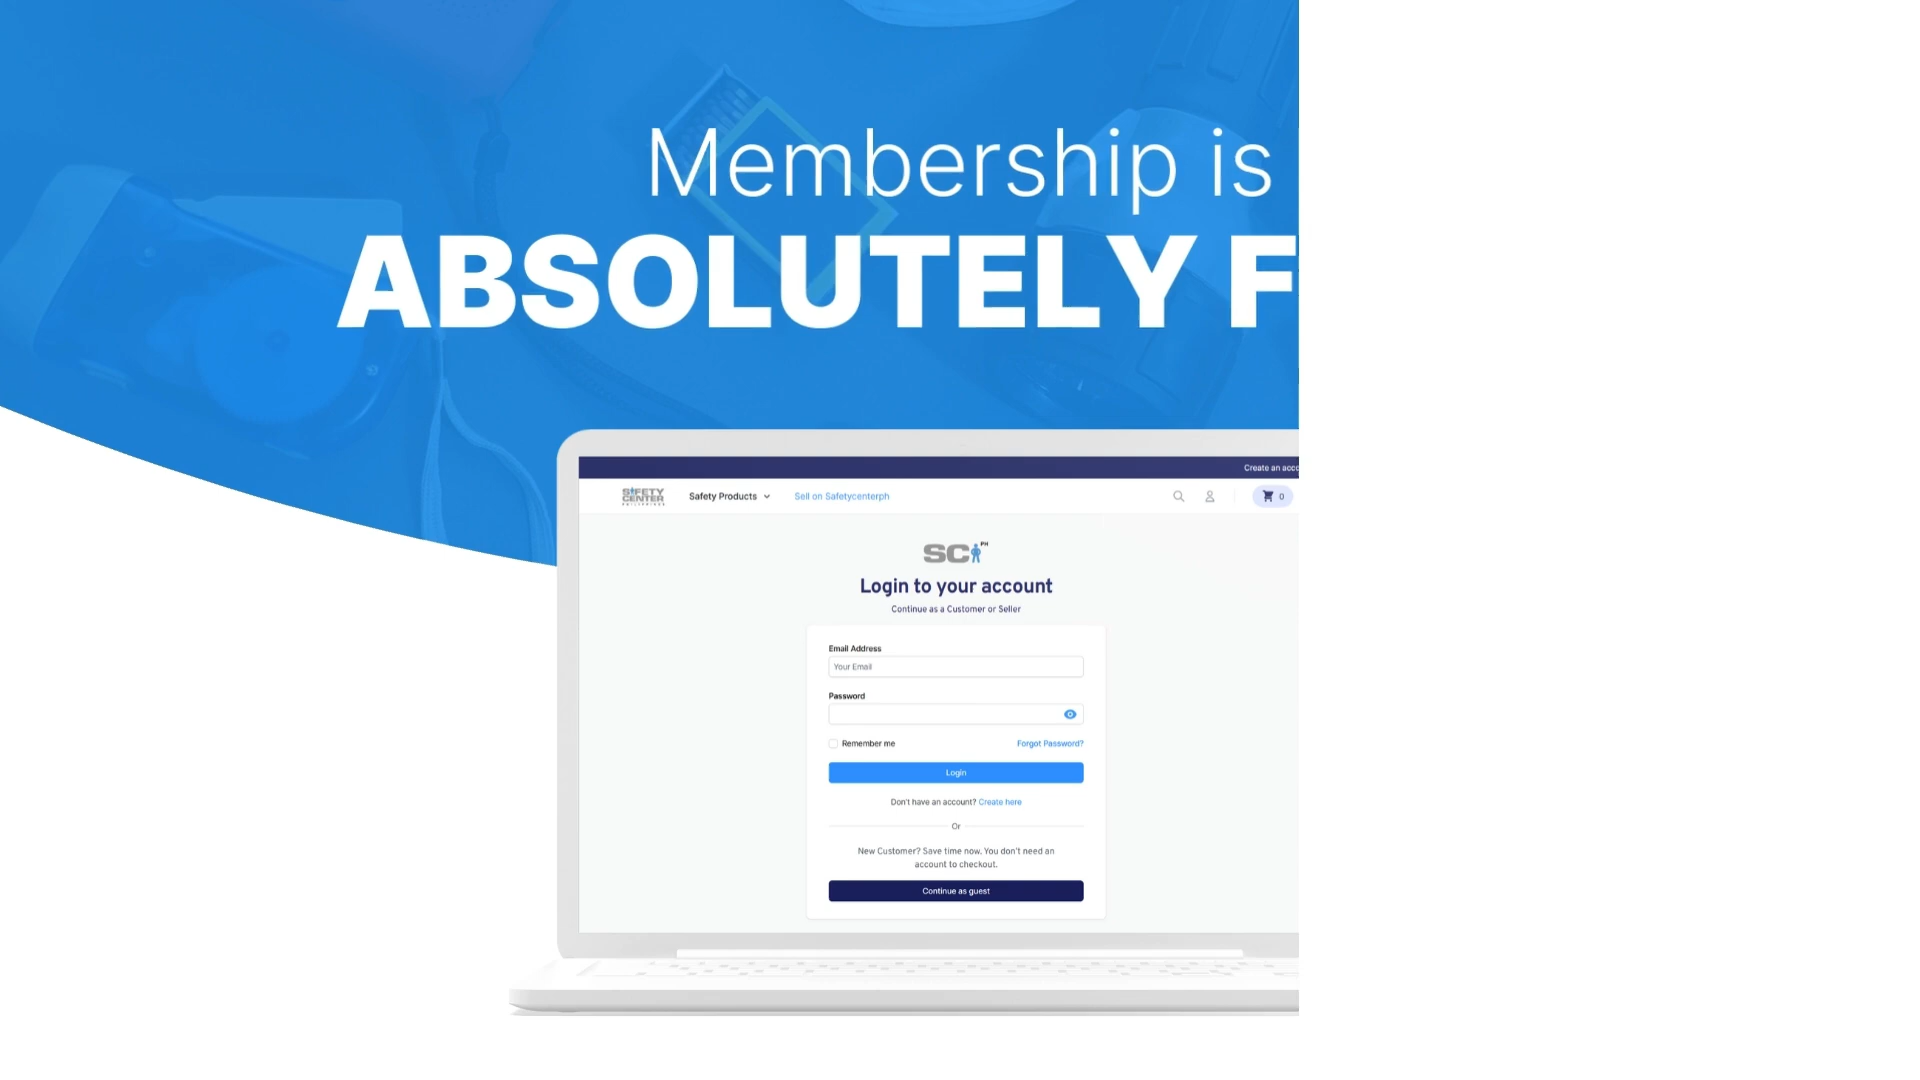 Membership is
ABSOLUTELY F
Create an acco
SAFETY
CENTER
PHILIPPINES
Safety Products
Sell on Safetycenterph
0
SC PH
Login to your account
Continue as a Customer or Seller
Email Address
Your Email
Password
Remember me
Forgot Password?
Login
Don't have an account? Create here
Or
New Customer? Save time now. You don't need an
account to checkout.
Continue as guest